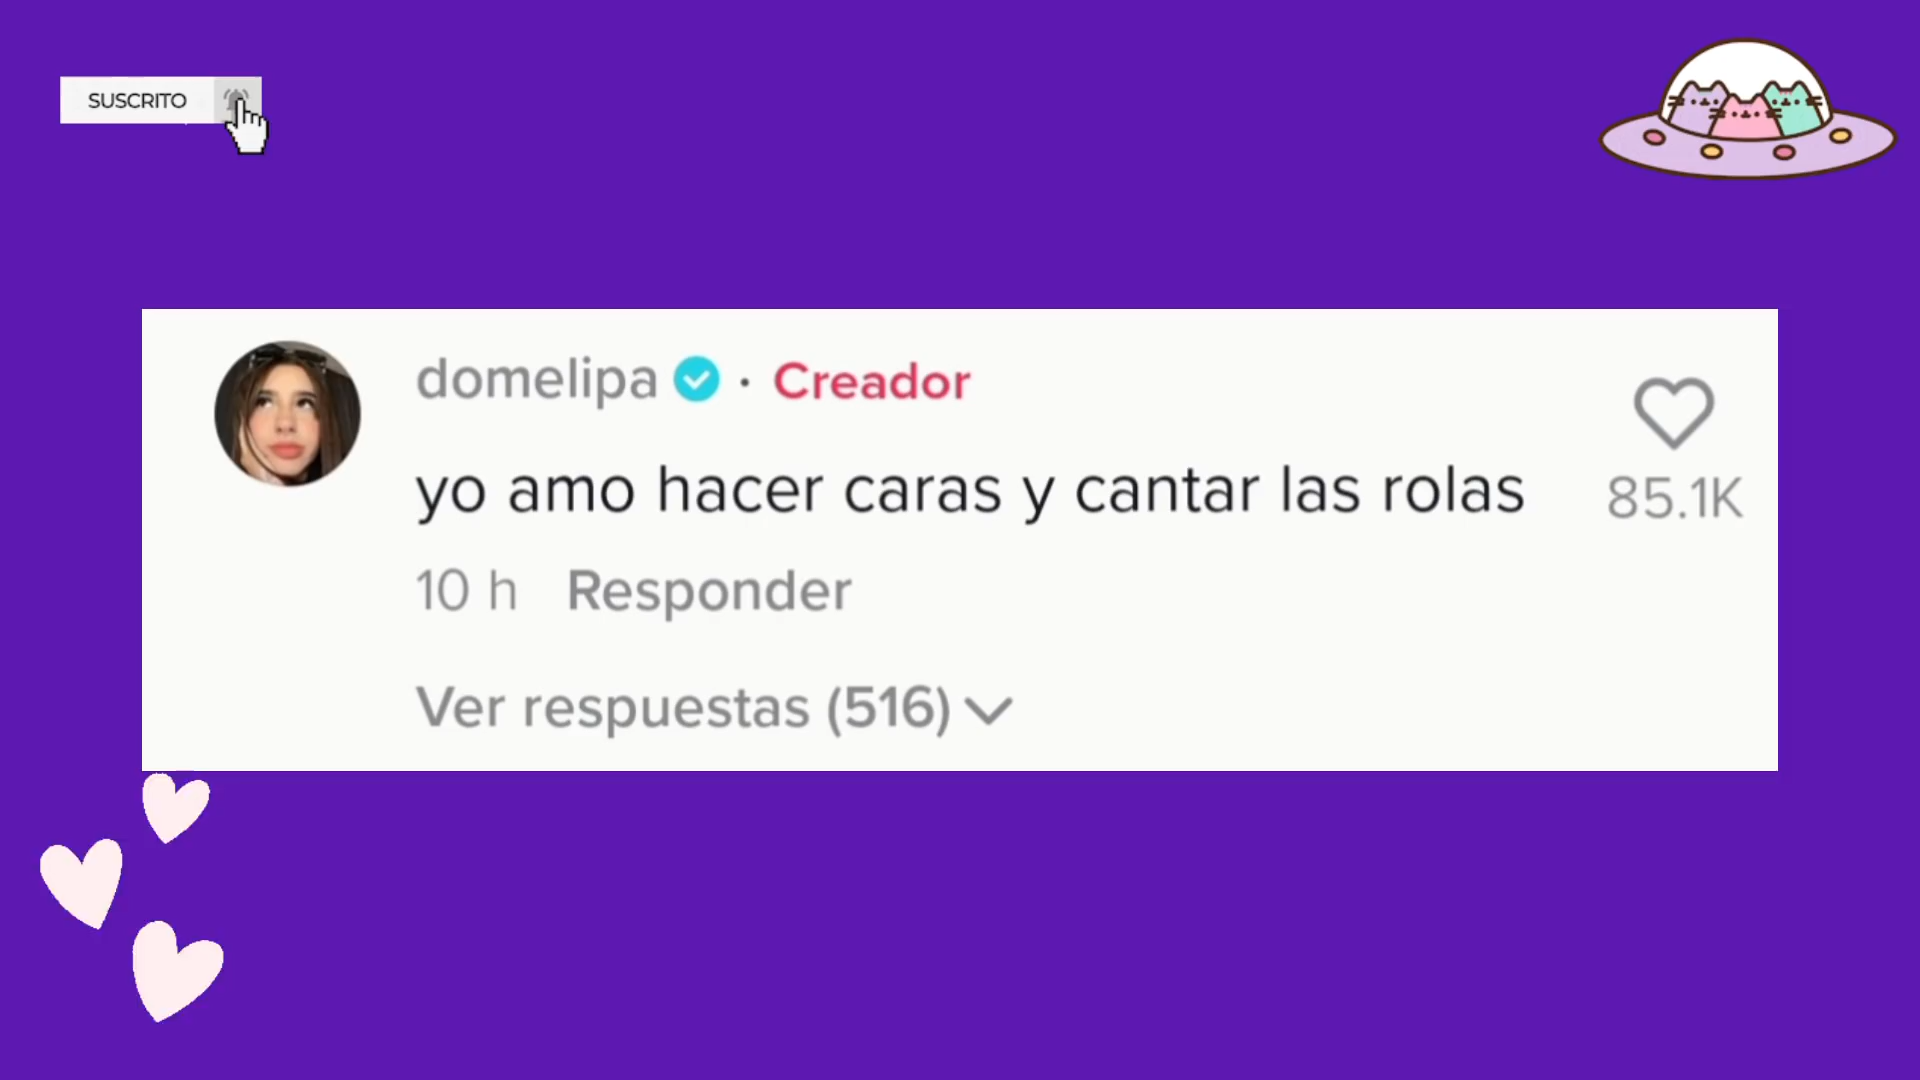 SUSCRITO
domelipa · Creador
yo amo hacer caras y cantar las rolas
85.1K
10 h Responder
Ver respuestas (516)